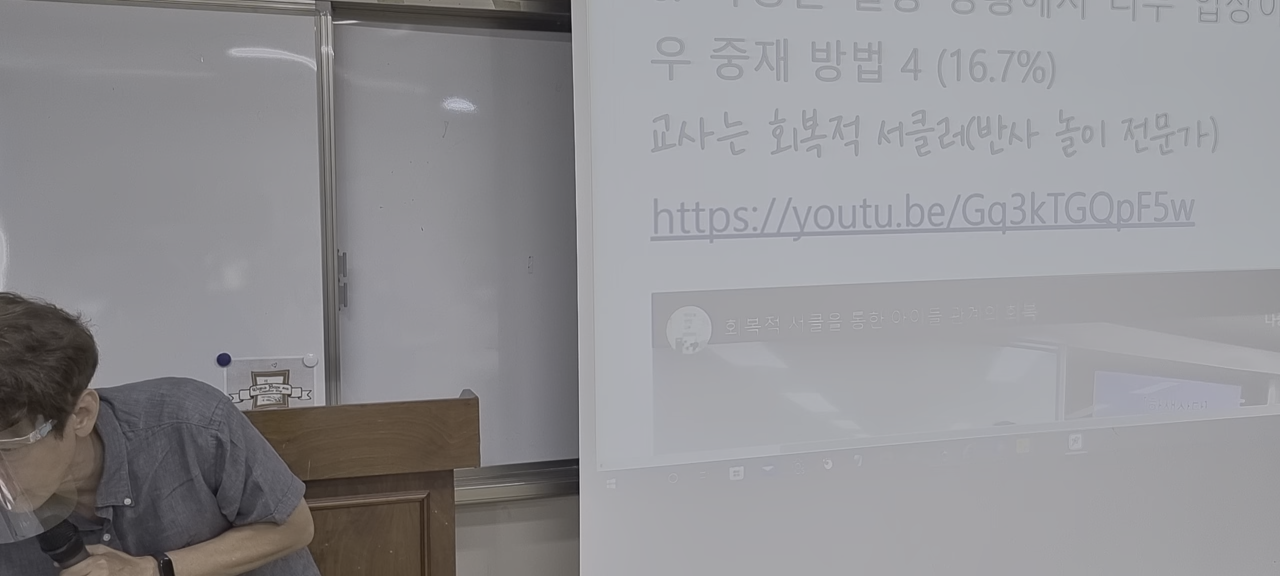 우 중재 방법 4 (16.7%)
교사는 회복적 서클러(반사 놀이 전문가)
https://youtu.be/Gq3kTGQpF5w
회복적 서클을 통한 아이들 관계의 회복